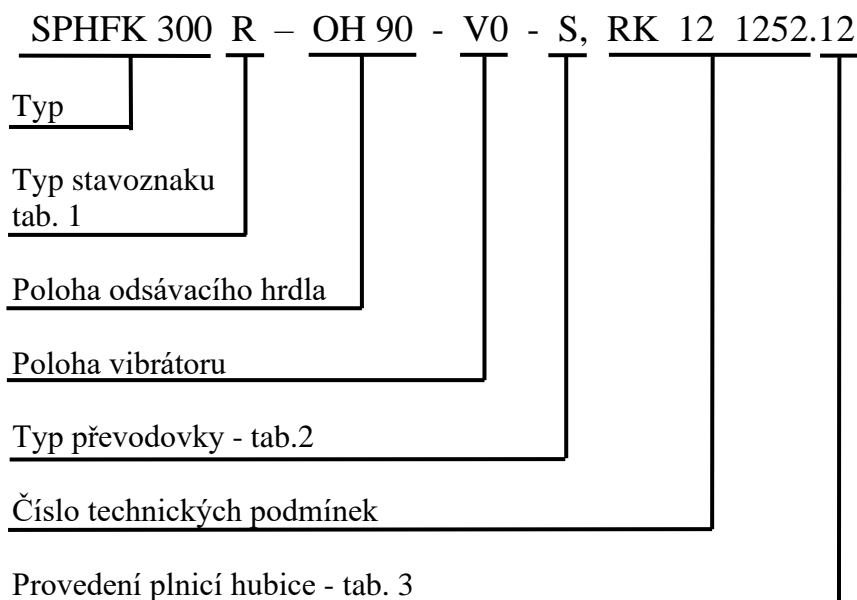 SPHFK 300 R – OH 90 - V0 - S, RK 12 1252.12
Typ
Typ stavoznaku
tab. 1
Poloha odsávacího hrdla
Poloha vibrátoru
Typ převodovky - tab.2
Číslo technických podmínek
Provedení plnicí hubice - tab. 3